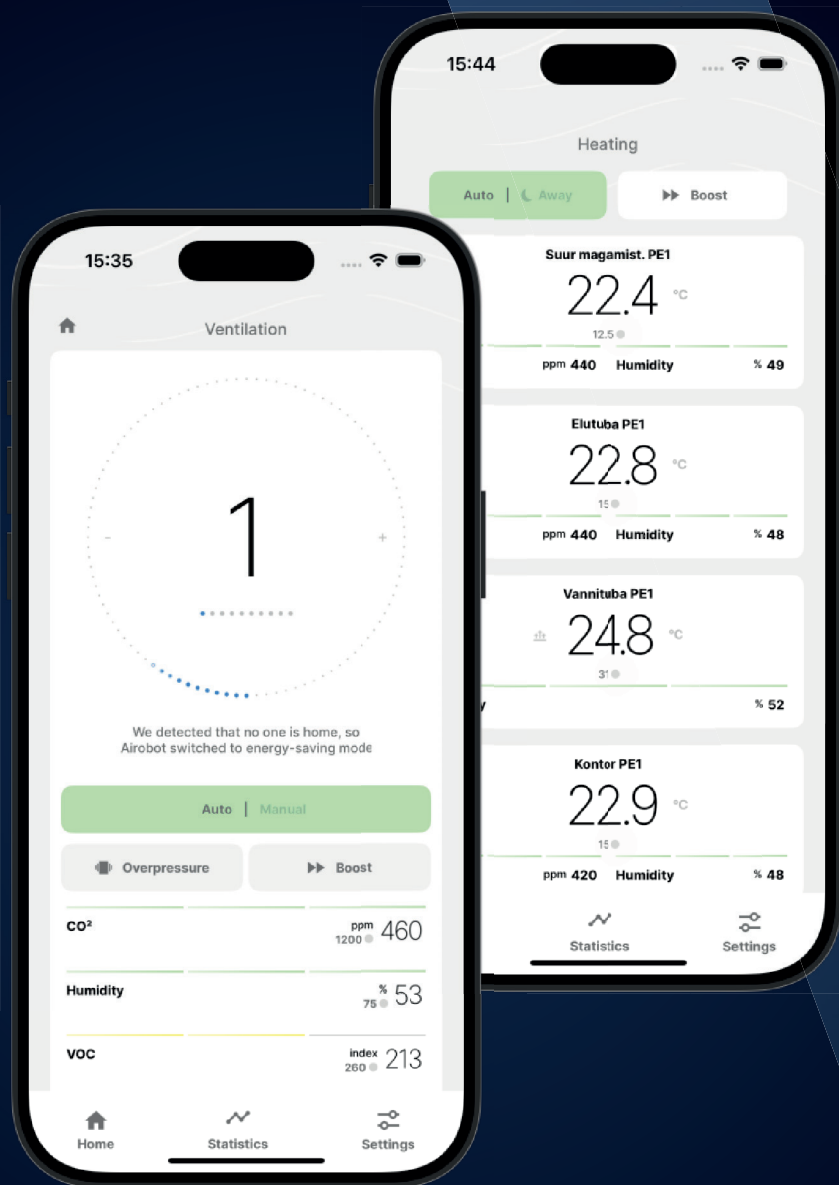 15:44
Heating
Auto | Away
Boost
Suur magamist. PE1
22.4 °C
12.5
ppm 440 Humidity % 49
Elutuba PE1
22.8 °C
15
ppm 440 Humidity % 48
Vannituba PE1
24.8 °C
31
y % 52
Kontor PE1
22.9 °C
15
ppm 420 Humidity % 48
Statistics
Settings
15:35
Ventilation
1
- +
We detected that no one is home, so
Airobot switched to energy-saving mode
Auto | Manual
Overpressure
Boost
CO² ppm 460
1200
Humidity % 53
75
VOC index 213
260
Home
Statistics
Settings